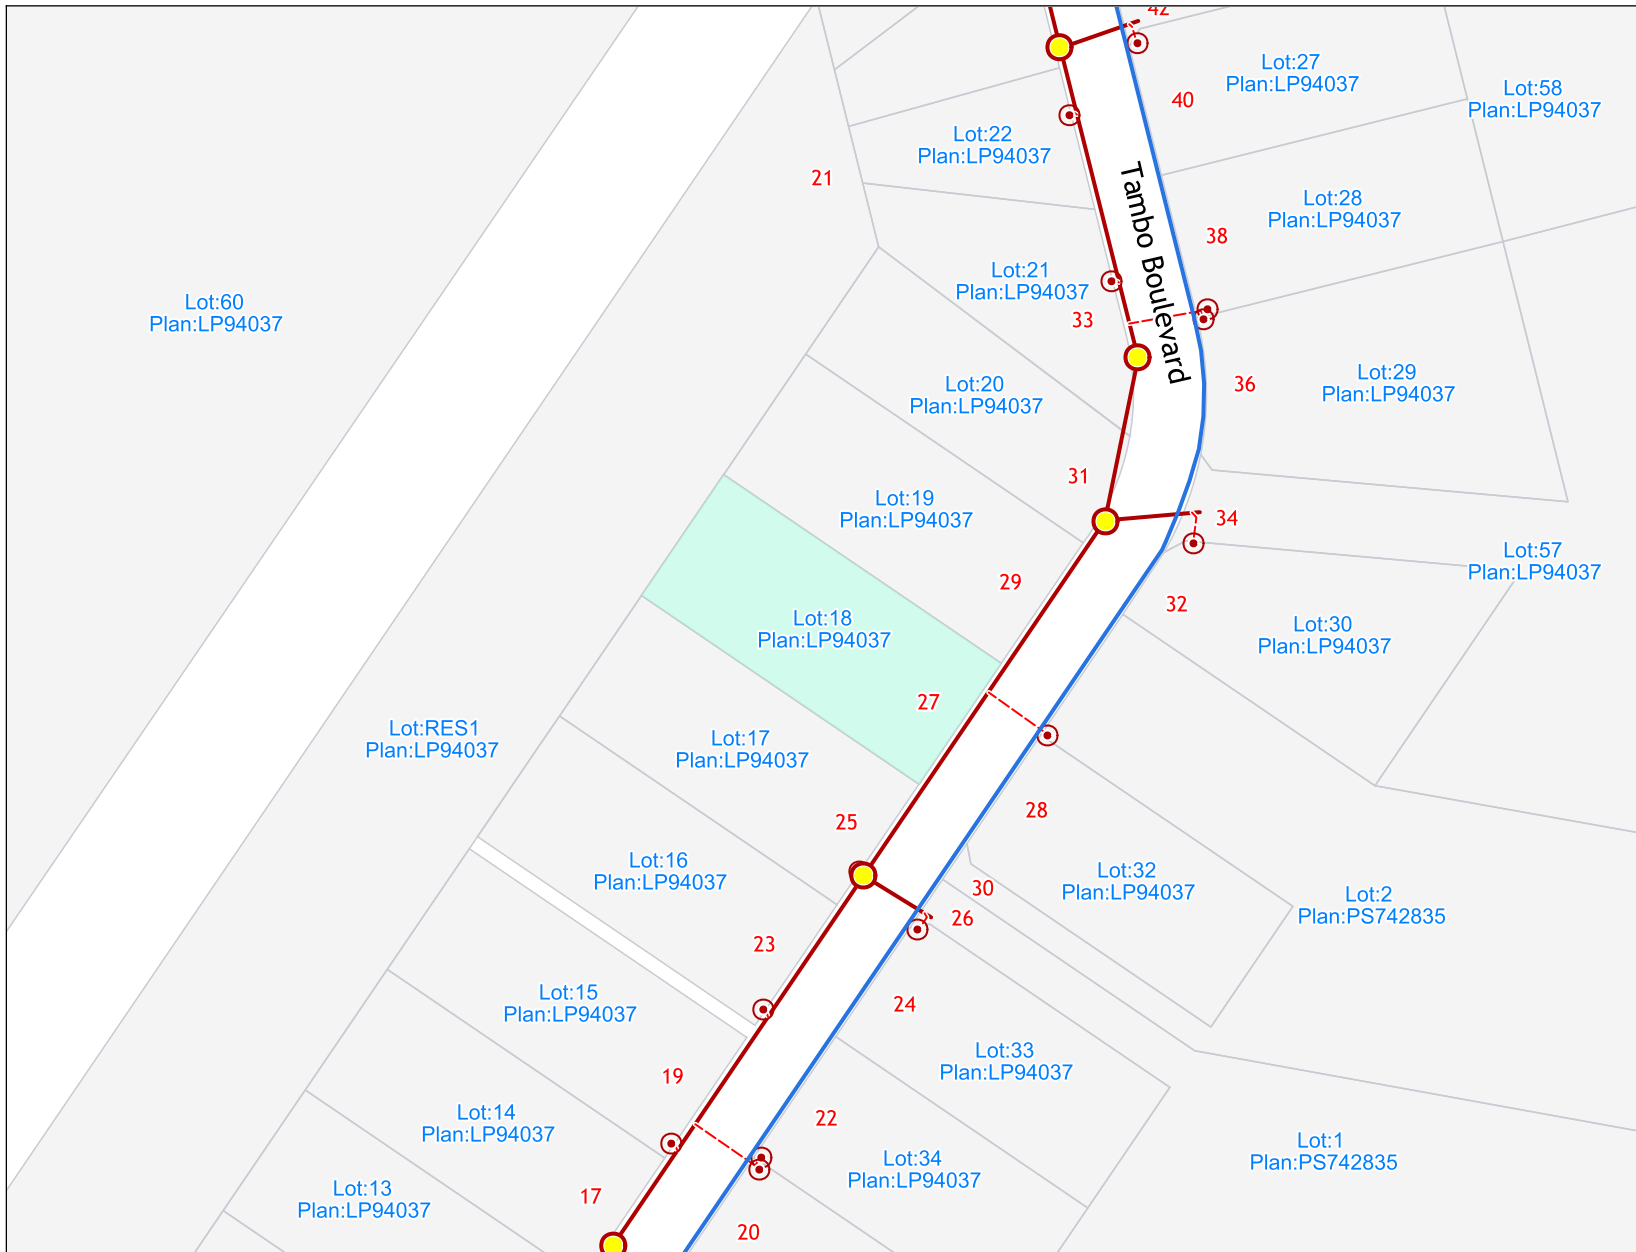 42
Lot:27
Plan:LP94037
Lot:58
Plan:LP94037
40
Lot:22
Plan:LP94037
21
Tambo Boulevard
Lot:28
Plan:LP94037
38
Lot:21
Plan:LP94037
33
Lot:60
Plan:LP94037
Lot:29
Plan:LP94037
36
Lot:20
Plan:LP94037
31
Lot:19
Plan:LP94037
34
Lot:57
Plan:LP94037
29
32
Lot:18
Plan:LP94037
Lot:30
Plan:LP94037
27
Lot:RES1
Plan:LP94037
Lot:17
Plan:LP94037
28
25
Lot:16
Plan:LP94037
30
Lot:32
Plan:LP94037
Lot:2
Plan:PS742835
26
23
Lot:15
Plan:LP94037
24
Lot:33
Plan:LP94037
19
Lot:14
Plan:LP94037
22
Lot:34
Plan:LP94037
Lot:1
Plan:PS742835
Lot:13
Plan:LP94037
17
20